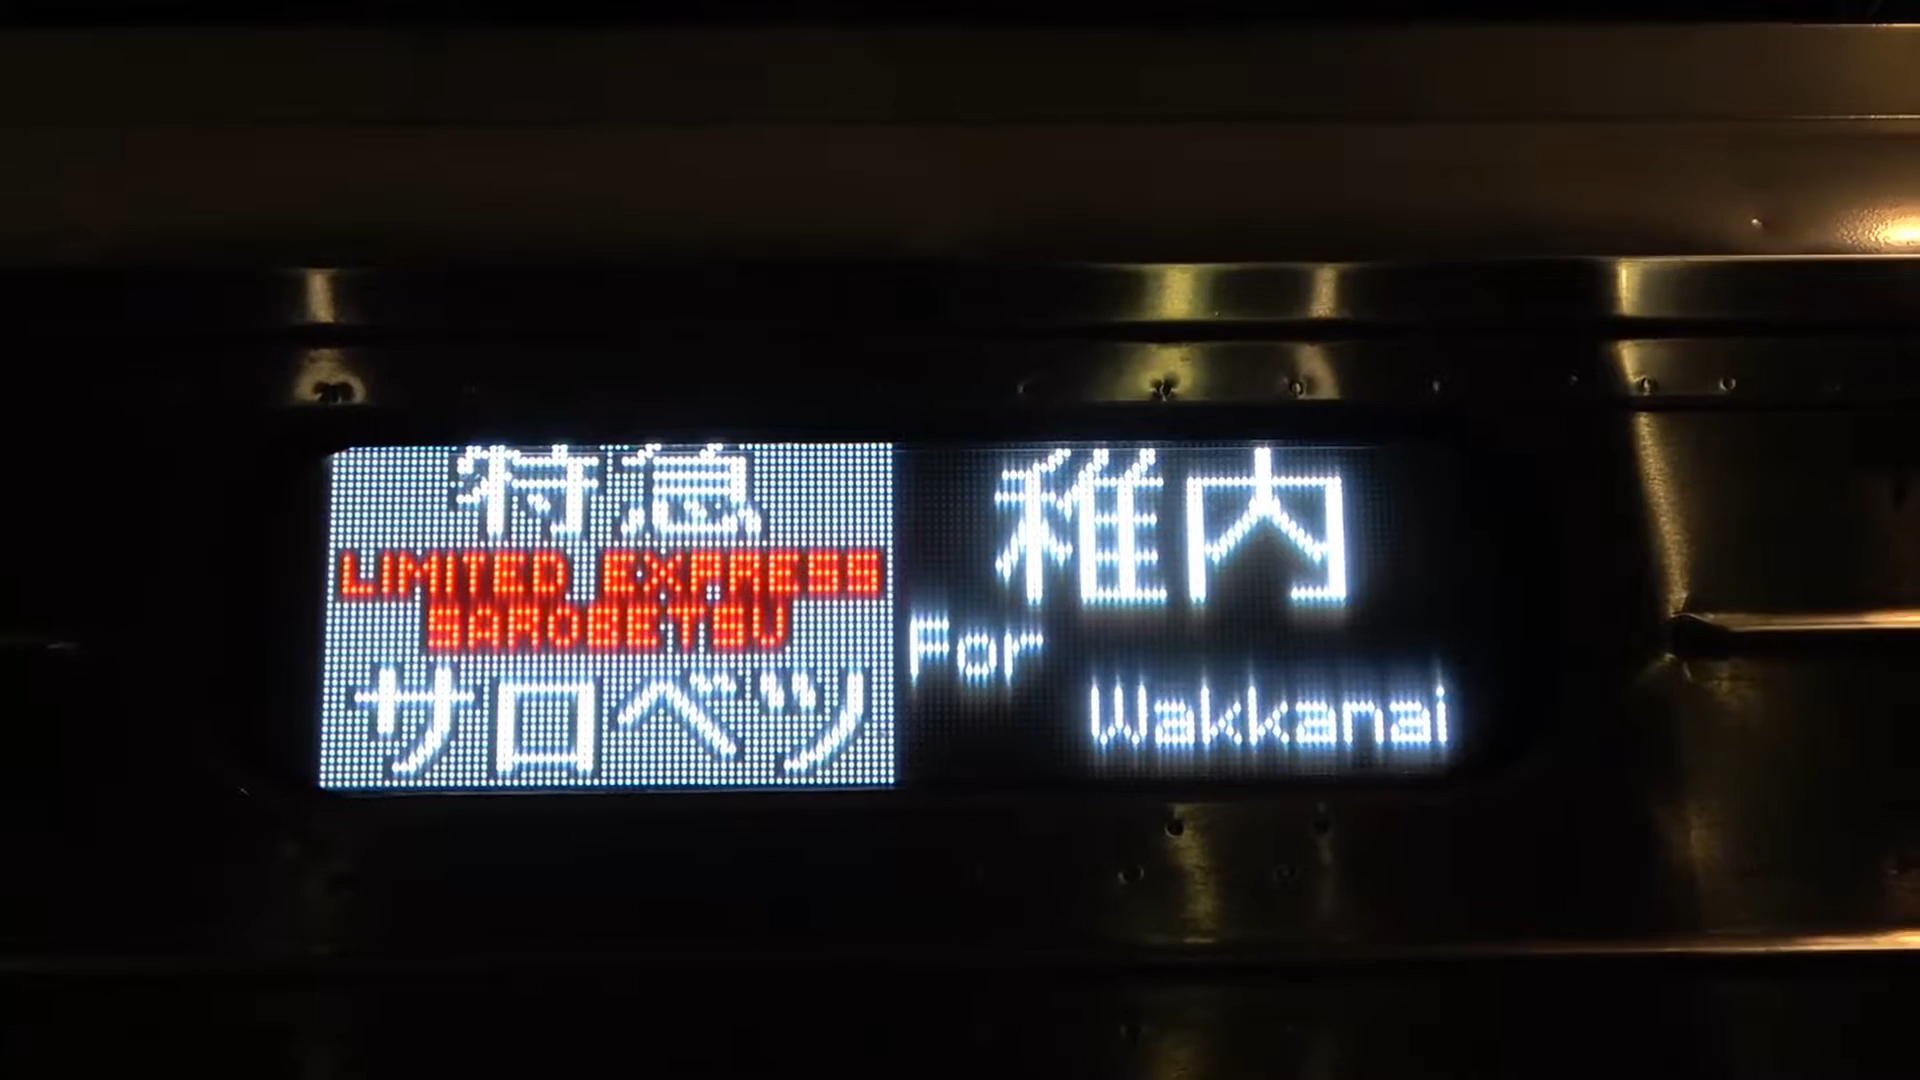 特急
LIMITED EXPRESS
SAROBETSU
サロベツ
稚内
For
Wakkanai